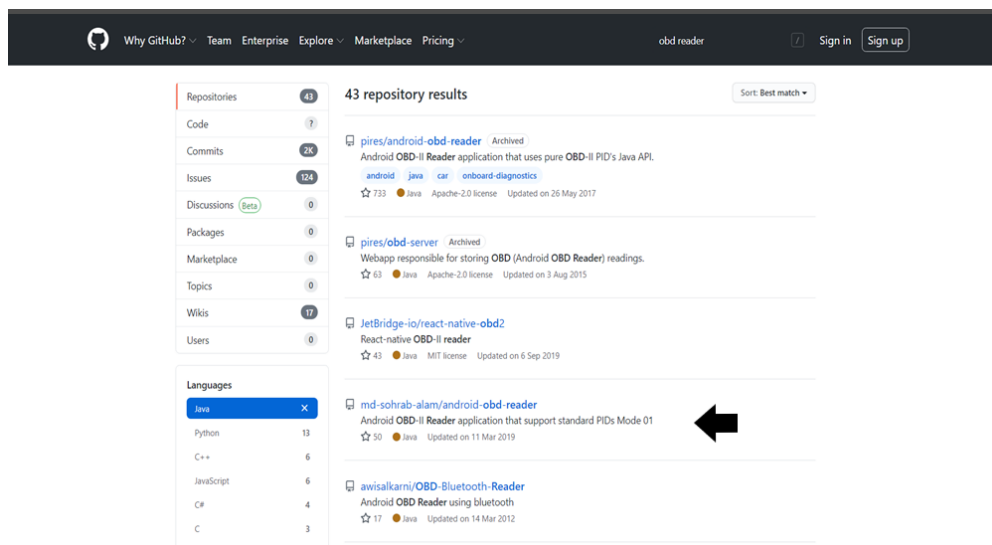 Why GitHub? Team Enterprise Explore Marketplace Pricing obd reader / Sign in Sign up
Repositories 43
Code ?
Commits 2K
Issues 124
Discussions Beta 0
Packages 0
Marketplace 0
Topics 0
Wikis 17
Users 0
Languages
Java ×
Python 13
C++ 6
JavaScript 6
C# 4
C 3
43 repository results Sort: Best match
pires/android-obd-reader Archived
Android OBD-II Reader application that uses pure OBD-II PID's Java API.
android java car onboard-diagnostics
733 Java Apache-2.0 license Updated on 26 May 2017
pires/obd-server Archived
Webapp responsible for storing OBD (Android OBD Reader) readings.
63 Java Apache-2.0 license Updated on 3 Aug 2015
JetBridge-io/react-native-obd2
React-native OBD-II reader
43 Java MIT license Updated on 6 Sep 2019
md-sohrab-alam/android-obd-reader
Android OBD-II Reader application that support standard PIDs Mode 01
50 Java Updated on 11 Mar 2019
awisalkarni/OBD-Bluetooth-Reader
Android OBD Reader using bluetooth
17 Java Updated on 14 Mar 2012